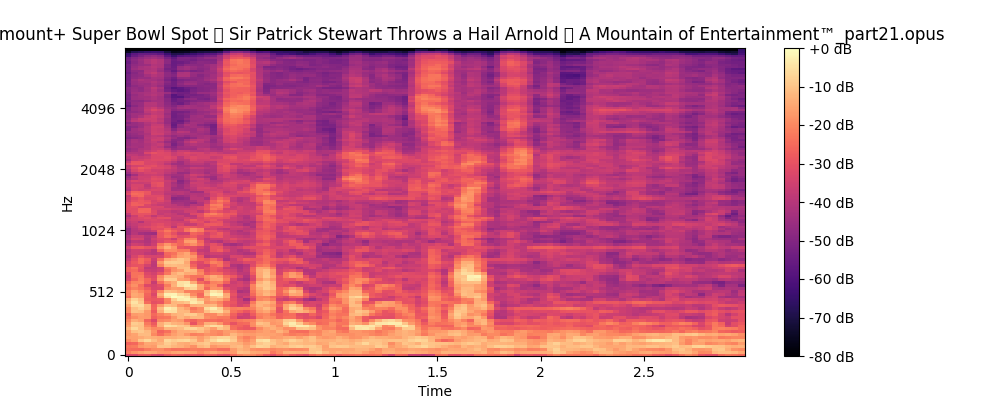 mount+ Super Bowl Spot ▯ Sir Patrick Stewart Throws a Hail Arnold ▯ A Mountain of Entertainment™ part21.opus
+0 dB
-10 dB
-20 dB
-30 dB
-40 dB
-50 dB
-60 dB
-70 dB
-80 dB
4096
2048
1024
512
0
Hz
0
0.5
1
1.5
2
2.5
Time